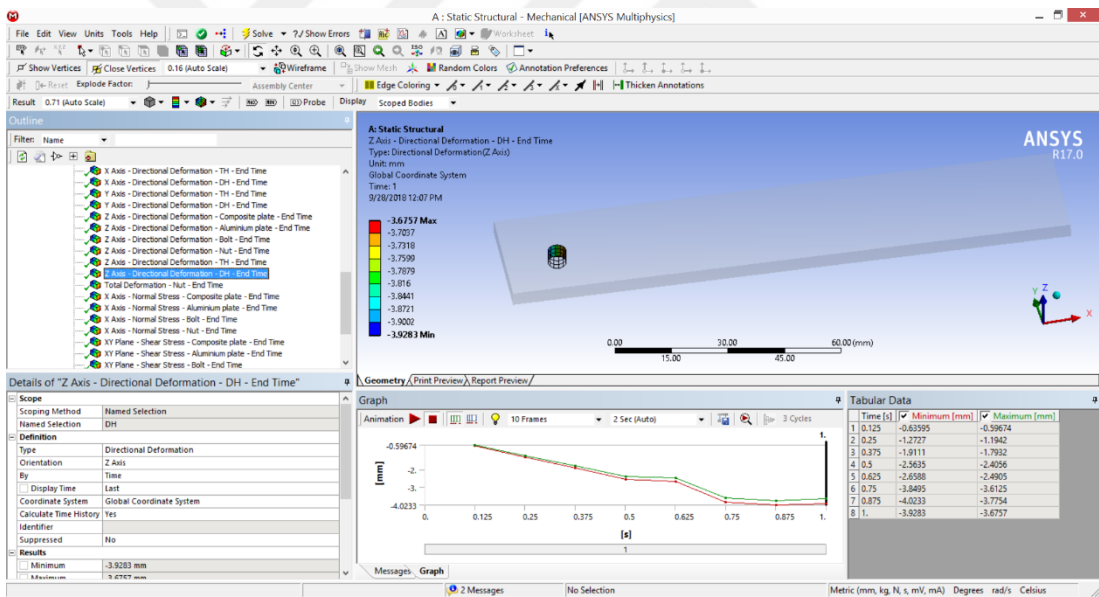 A : Static Structural - Mechanical [ANSYS Multiphysics]
File Edit View Units Tools Help Solve ?/ Show Errors Worksheet
Show Vertices Close Vertices 0.16 (Auto Scale) Wireframe Show Mesh Random Colors Annotation Preferences
Reset Explode Factor: Assembly Center Edge Coloring Thicken Annotations
Result 0.71 (Auto Scale) Probe Display Scoped Bodies
Outline
Filter: Name
X Axis - Directional Deformation - TH - End Time
X Axis - Directional Deformation - DH - End Time
Y Axis - Directional Deformation - TH - End Time
Y Axis - Directional Deformation - DH - End Time
Z Axis - Directional Deformation - Composite plate - End Time
Z Axis - Directional Deformation - Aluminium plate - End Time
Z Axis - Directional Deformation - Bolt - End Time
Z Axis - Directional Deformation - Nut - End Time
Z Axis - Directional Deformation - TH - End Time
Z Axis - Directional Deformation - DH - End Time
Total Deformation - Nut - End Time
X Axis - Normal Stress - Composite plate - End Time
X Axis - Normal Stress - Aluminium plate - End Time
X Axis - Normal Stress - Bolt - End Time
X Axis - Normal Stress - Nut - End Time
XY Plane - Shear Stress - Composite plate - End Time
XY Plane - Shear Stress - Aluminium plate - End Time
XY Plane - Shear Stress - Bolt - End Time
A: Static Structural
Z Axis - Directional Deformation - DH - End Time
Type: Directional Deformation(Z Axis)
Unit: mm
Global Coordinate System
Time: 1
9/28/2018 12:07 PM
-3.6757 Max
-3.7037
-3.7318
-3.7599
-3.7879
-3.816
-3.8441
-3.8721
-3.9002
-3.9283 Min
ANSYS
R17.0
Y Z
X
0.00 30.00 60.00 (mm)
15.00 45.00
Geometry Print Preview Report Preview
Details of "Z Axis - Directional Deformation - DH - End Time"
Scope
Scoping Method Named Selection
Named Selection DH
Definition
Type Directional Deformation
Orientation Z Axis
By Time
Display Time Last
Coordinate System Global Coordinate System
Calculate Time History Yes
Identifier
Suppressed No
Results
Minimum -3.9283 mm
Maximum -3.6757 mm
Graph
Animation 10 Frames 2 Sec (Auto) 3 Cycles
1.
-0.59674
-2.
-3.
-4.0233
[mm]
0. 0.125 0.25 0.375 0.5 0.625 0.75 0.875 1.
[s]
1
Messages Graph
Tabular Data
Time [s] Minimum [mm] Maximum [mm]
1 0.125 -0.63595 -0.59674
2 0.25 -1.2727 -1.1942
3 0.375 -1.9111 -1.7932
4 0.5 -2.5635 -2.4056
5 0.625 -2.6588 -2.4905
6 0.75 -3.8495 -3.6125
7 0.875 -4.0233 -3.7754
8 1. -3.9283 -3.6757
2 Messages No Selection Metric (mm, kg, N, s, mV, mA) Degrees rad/s Celsius